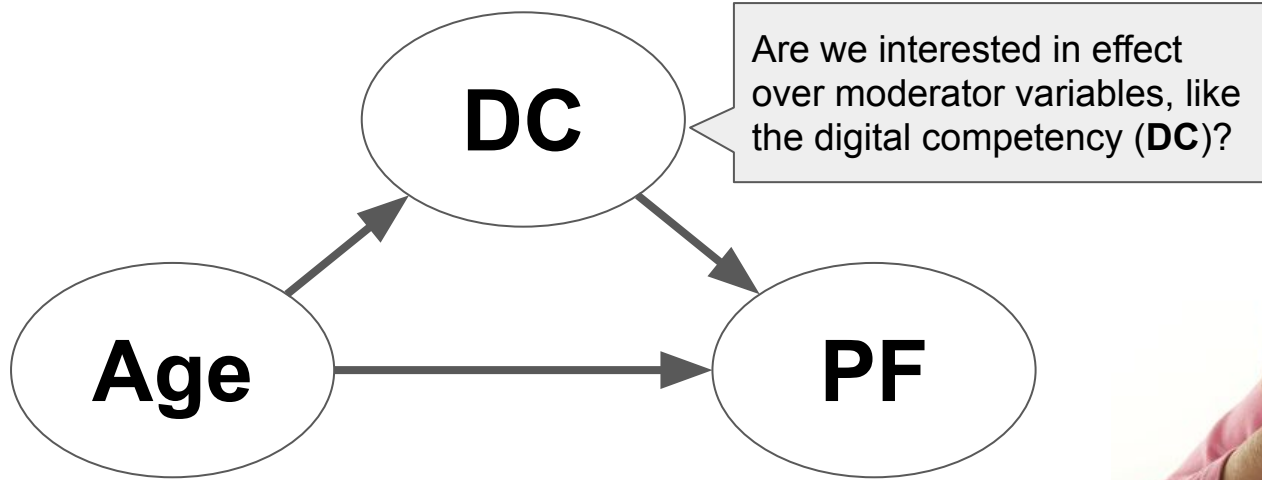 DC
Are we interested in effect
over moderator variables, like
the digital competency (DC)?
Age
PF